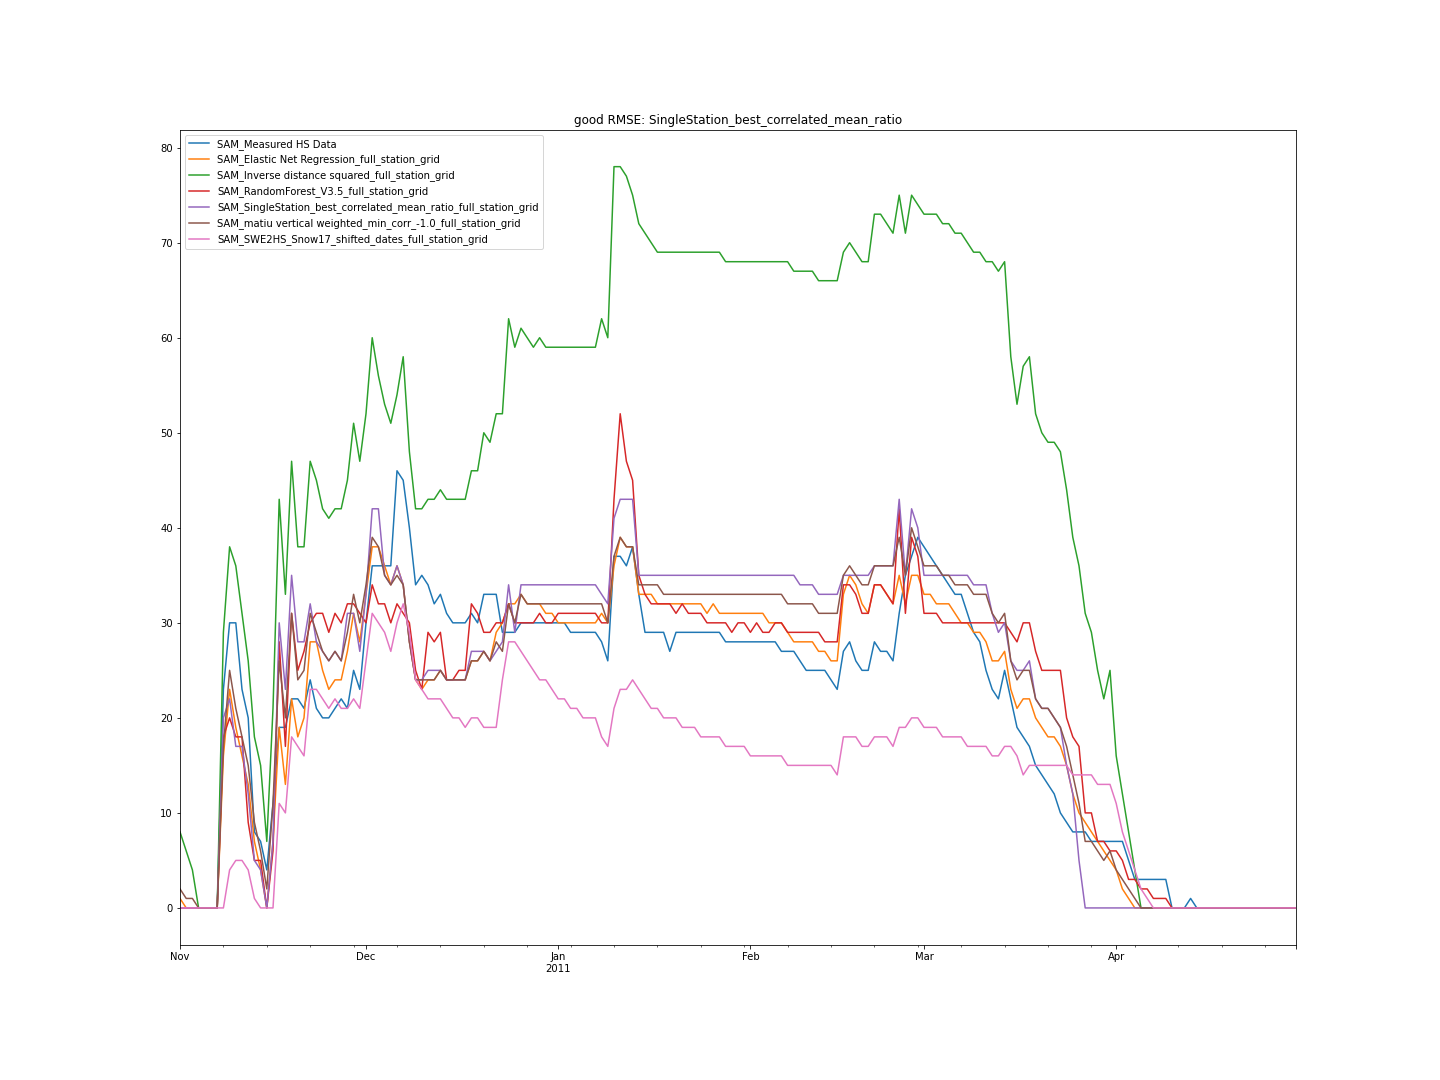 good RMSE: SingleStation_best_correlated_mean_ratio
SAM_Measured HS Data
SAM_Elastic Net Regression_full_station_grid
SAM_Inverse distance squared_full_station_grid
SAM_RandomForest_V3.5_full_station_grid
SAM_SingleStation_best_correlated_mean_ratio_full_station_grid
SAM_matiu vertical weighted_min_corr_-1.0_full_station_grid
SAM_SWE2HS_Snow17_shifted_dates_full_station_grid
80
70
60
50
40
30
20
10
0
Nov Dec Jan Feb Mar Apr
2011